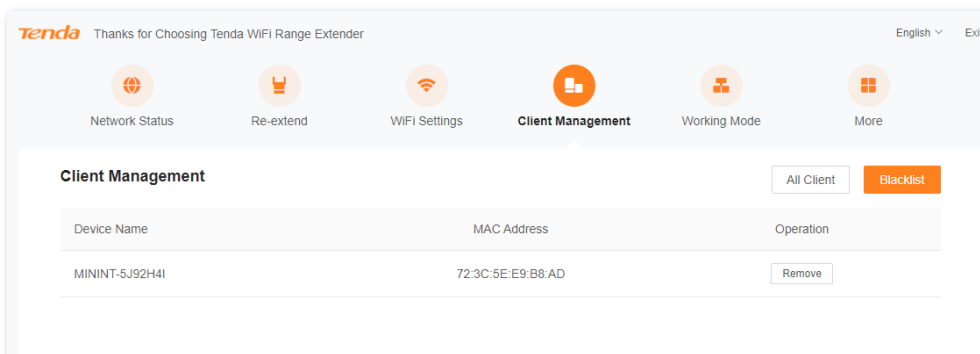 Tenda Thanks for Choosing Tenda WiFi Range Extender English Exi
Network Status Re-extend WiFi Settings Client Management Working Mode More
Client Management All Client Blacklist
Device Name MAC Address Operation
MININT-5J92H4I 72:3C:5E:E9:B8:AD Remove